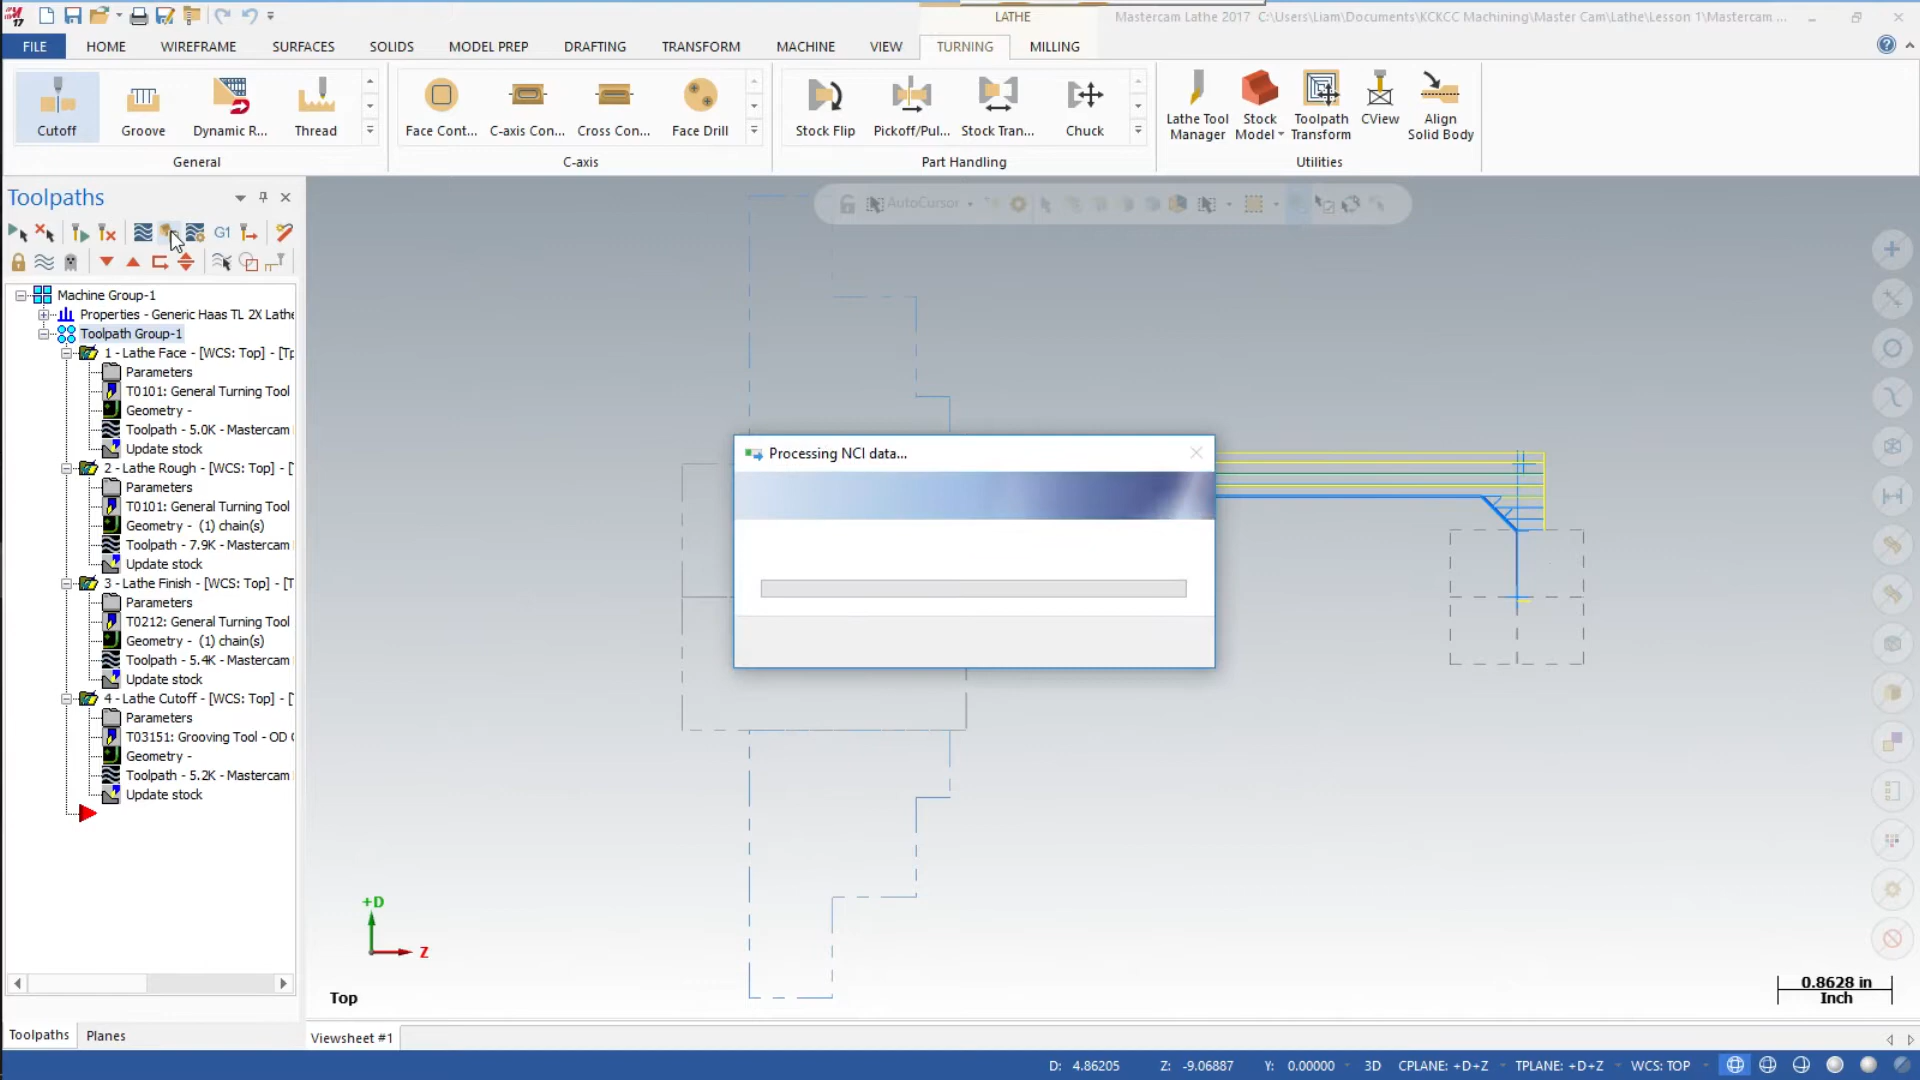 17
LATHE
Mastercam Lathe 2017 C:\Users\Liam\Documents\KCKCC Machining\Master Cam\Lathe\Lesson 1\Mastercam ...
FILE HOME WIREFRAME SURFACES SOLIDS MODEL PREP DRAFTING TRANSFORM MACHINE VIEW TURNING MILLING
Cutoff Groove Dynamic R... Thread Face Cont... C-axis Con... Cross Con... Face Drill Stock Flip Pickoff/Pul... Stock Tran... Chuck
Lathe Tool Manager Stock Model Toolpath Transform CView Align Solid Body
General C-axis Part Handling Utilities
Toolpaths
AutoCursor
G1
Machine Group-1
Properties - Generic Haas TL 2X Lathe
Toolpath Group-1
1 - Lathe Face - [WCS: Top] - [Tp
Parameters
T0101: General Turning Tool
Geometry -
Toolpath - 5.0K - Mastercam
Update stock
2 - Lathe Rough - [WCS: Top] - [
Parameters
T0101: General Turning Tool
Geometry - (1) chain(s)
Toolpath - 7.9K - Mastercam
Update stock
3 - Lathe Finish - [WCS: Top] - [T
Parameters
T0212: General Turning Tool
Geometry - (1) chain(s)
Toolpath - 5.4K - Mastercam
Update stock
4 - Lathe Cutoff - [WCS: Top] - [
Parameters
T03151: Grooving Tool - OD
Geometry -
Toolpath - 5.2K - Mastercam
Update stock
Processing NCI data...
+D
Z
Top
0.8628 in
Inch
Toolpaths Planes
Viewsheet #1
D: 4.86205 Z: -9.06887 Y: 0.00000 3D CPLANE: +D+Z TPLANE: +D+Z WCS: TOP